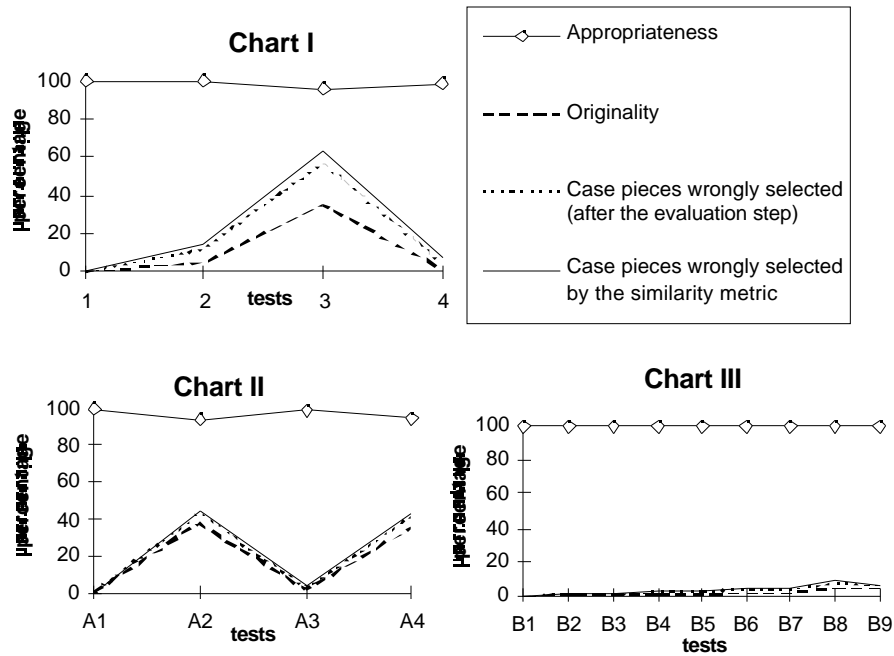 Chart I
100
80
60
40
20
0
1 2 3 4
tests
Appropriateness
Originality
Case pieces wrongly selected
(after the evaluation step)
Case pieces wrongly selected
by the similarity metric
Chart II
100
80
60
40
20
0
A1 A2 A3 A4
tests
Chart III
100
80
60
40
20
0
B1 B2 B3 B4 B5 B6 B7 B8 B9
tests